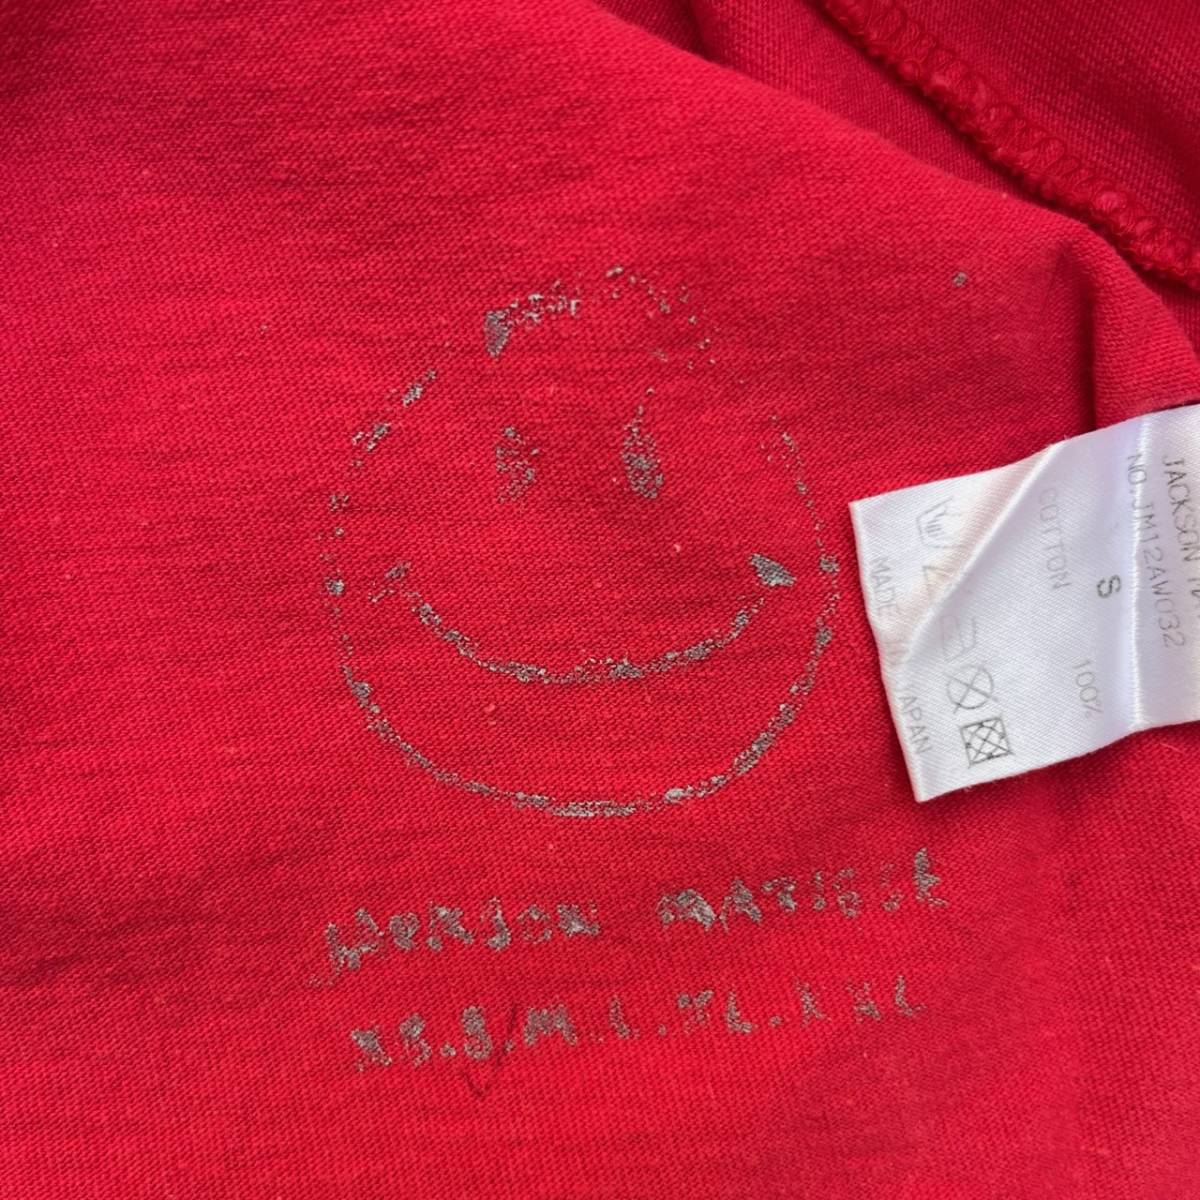 JACKSON MATISSE
XS.S.M.L.XL.XXL
JACKSON
NO.JM12AW032
S
COTTON 100%
MADE IN JAPAN